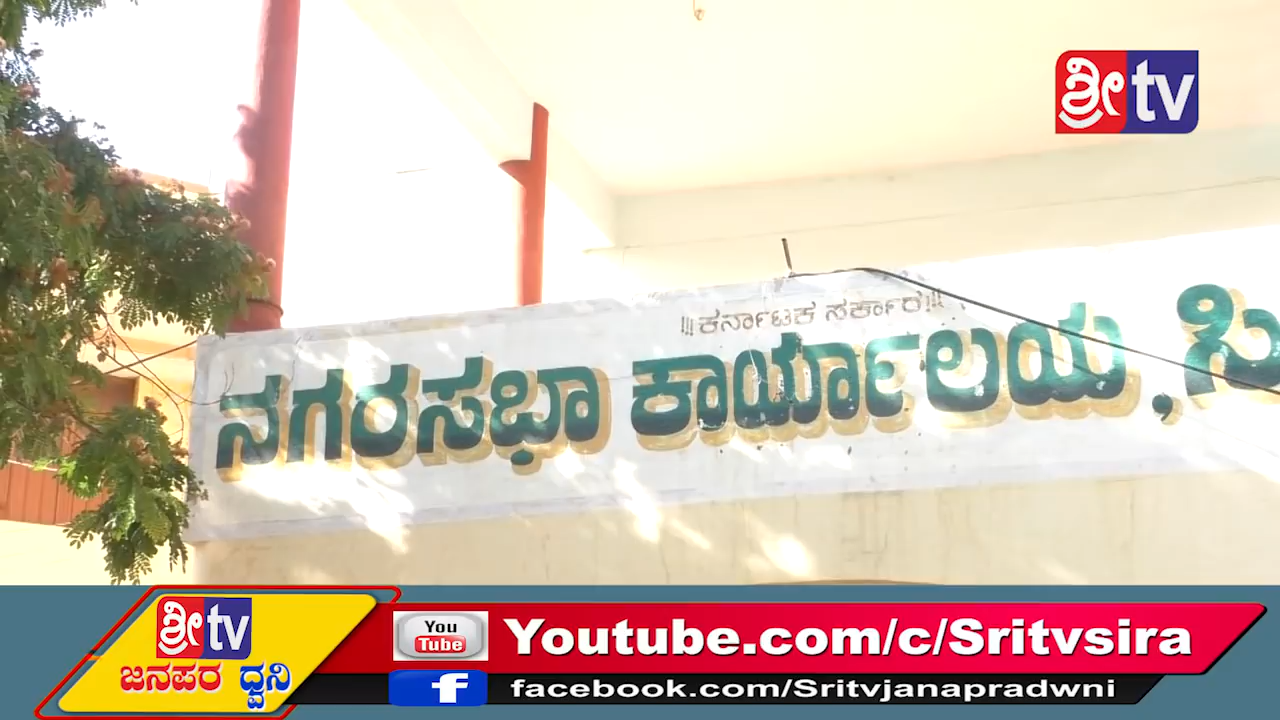 ಶ್ರೀ tv
|||ಕರ್ನಾಟಕ ಸರ್ಕಾರ|||
ನಗರಸಭಾ ಕಾರ್ಯಾಲಯ,
ಶ್ರೀ tv
ಜನಪರ ಧ್ವನಿ
You
Tube
Youtube.com/c/Sritvsira
f
facebook.com/Sritvjanapradwni